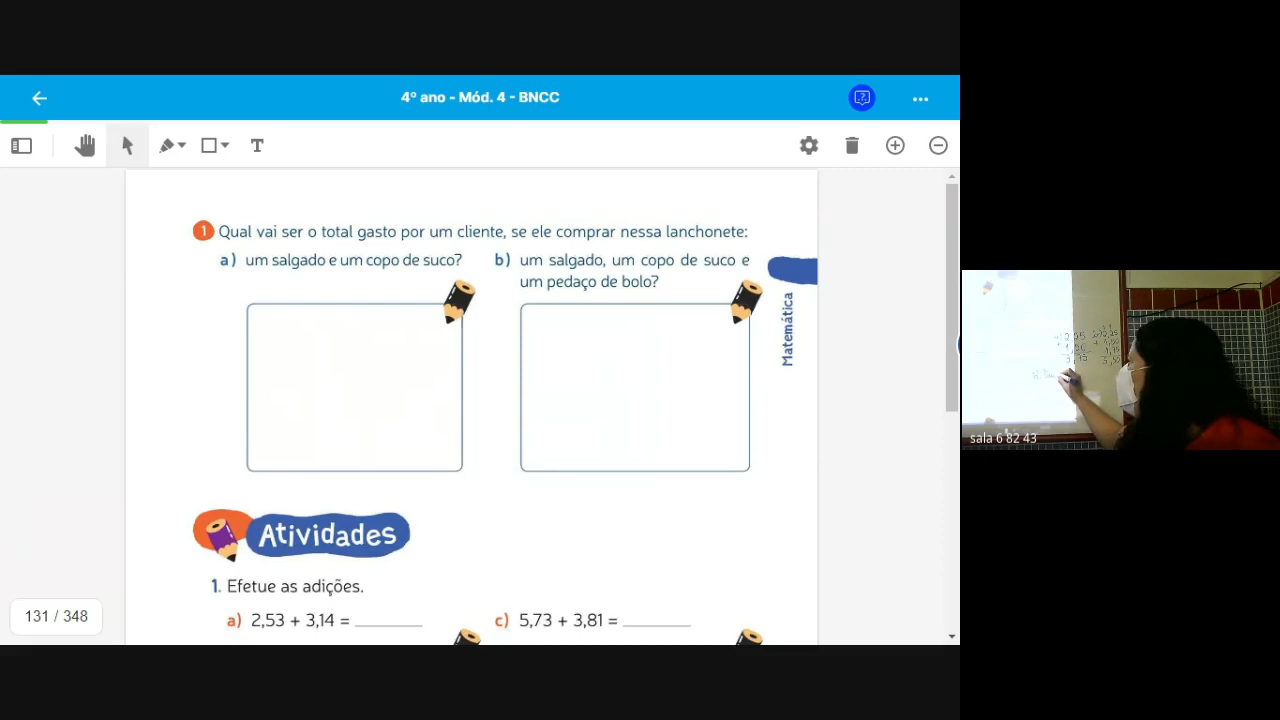 4º ano - Mód. 4 - BNCC
T
1 Qual vai ser o total gasto por um cliente, se ele comprar nessa lanchonete:
a) um salgado e um copo de suco?
b) um salgado, um copo de suco e
um pedaço de bolo?
Matemática
Atividades
1. Efetue as adições.
a) 2,53 + 3,14 = ________
c) 5,73 + 3,81 = ________
131 / 348
sala 6 82 43